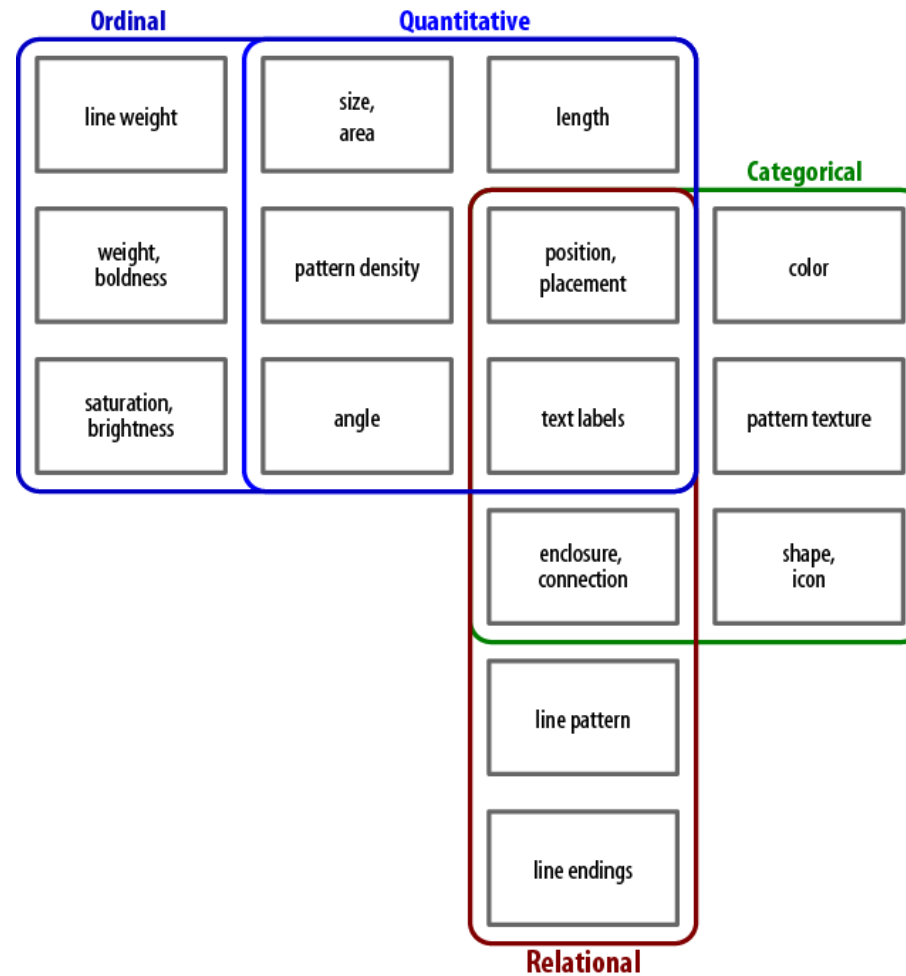 Ordinal
Quantitative
line weight
size,
area
length
Categorical
weight,
boldness
pattern density
position,
placement
color
saturation,
brightness
angle
text labels
pattern texture
enclosure,
connection
shape,
icon
line pattern
line endings
Relational